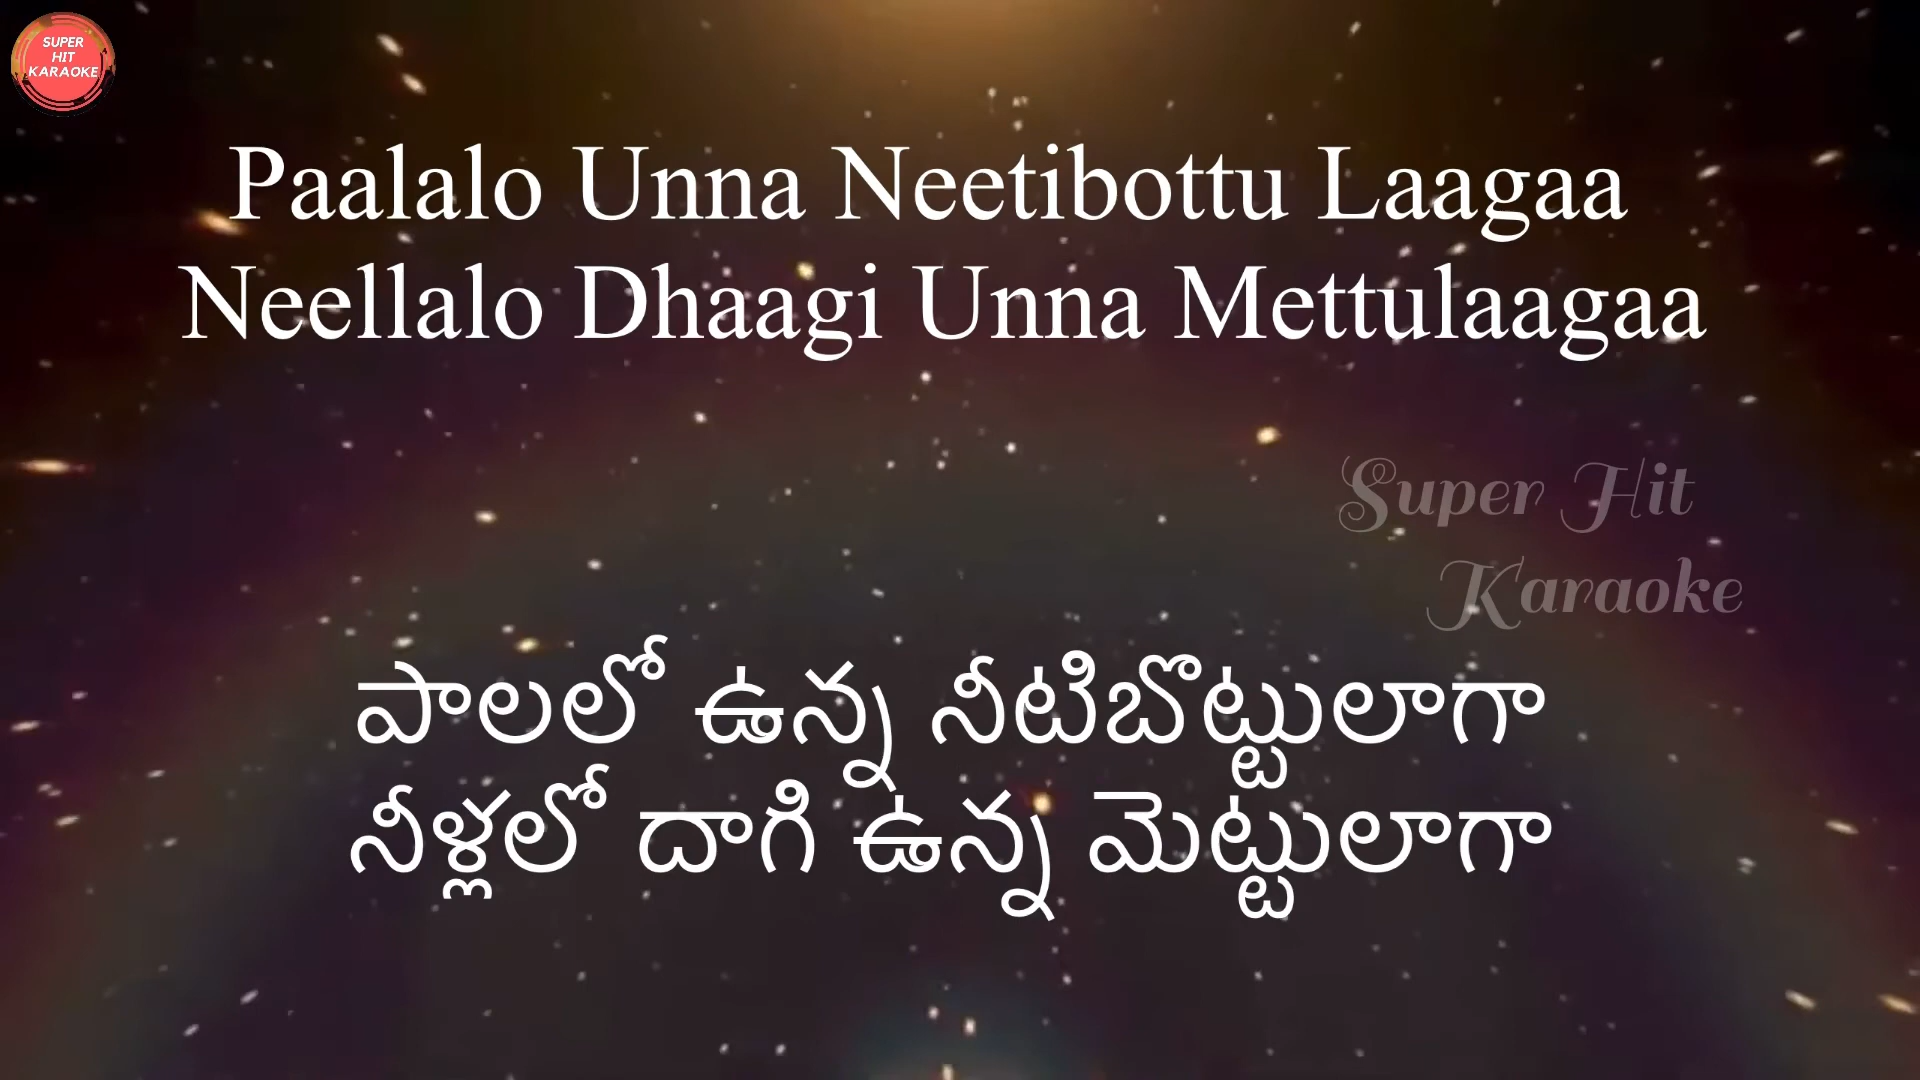 SUPER
HIT
KARAOKE
Paalalo Unna Neetibottu Laagaa
Neellalo Dhaagi Unna Mettulaagaa
Super Hit
Karaoke
పాలలో ఉన్న నీటిబొట్టులాగా
నీళ్లలో దాగి ఉన్న మెట్టులాగా